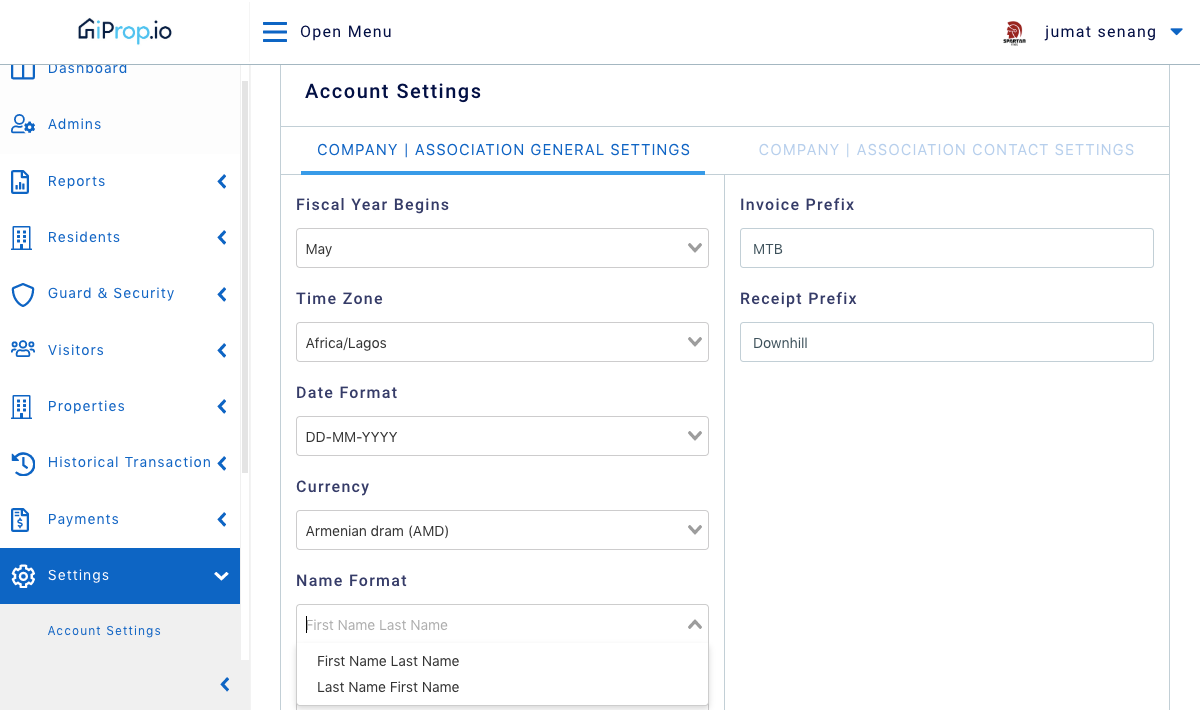 iProp.io
Open Menu
SPARTAN
jumat senang
Dashboard
Admins
Reports
Residents
Guard & Security
Visitors
Properties
Historical Transaction
Payments
Settings
Account Settings
Account Settings
COMPANY | ASSOCIATION GENERAL SETTINGS
COMPANY | ASSOCIATION CONTACT SETTINGS
Fiscal Year Begins
May
Time Zone
Africa/Lagos
Date Format
DD-MM-YYYY
Currency
Armenian dram (AMD)
Name Format
First Name Last Name
First Name Last Name
Last Name First Name
Invoice Prefix
MTB
Receipt Prefix
Downhill